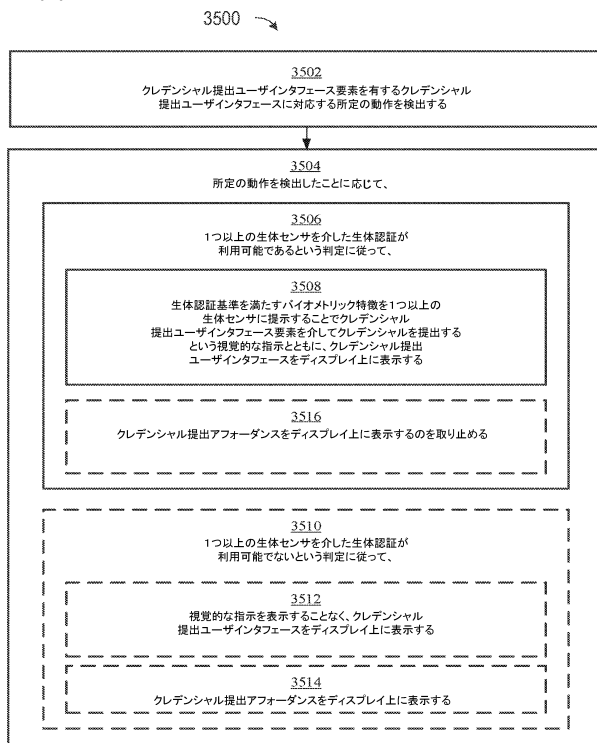 3500
3502
クレデンシャル提出ユーザインタフェース要素を有するクレデンシャル
提出ユーザインタフェースに対応する所定の動作を検出する
3504
所定の動作を検出したことに応じて、
3506
1つ以上の生体センサを介した生体認証が
利用可能であるという判定に従って、
3508
生体認証基準を満たすバイオメトリック特徴を1つ以上の
生体センサに提示することでクレデンシャル
提出ユーザインタフェース要素を介してクレデンシャルを提出する
という視覚的な指示とともに、クレデンシャル提出
ユーザインタフェースをディスプレイ上に表示する
3516
クレデンシャル提出アフォーダンスをディスプレイ上に表示するのを取り止める
3510
1つ以上の生体センサを介した生体認証が
利用可能でないという判定に従って、
3512
視覚的な指示を表示することなく、クレデンシャル
提出ユーザインタフェースをディスプレイ上に表示する
3514
クレデンシャル提出アフォーダンスをディスプレイ上に表示する